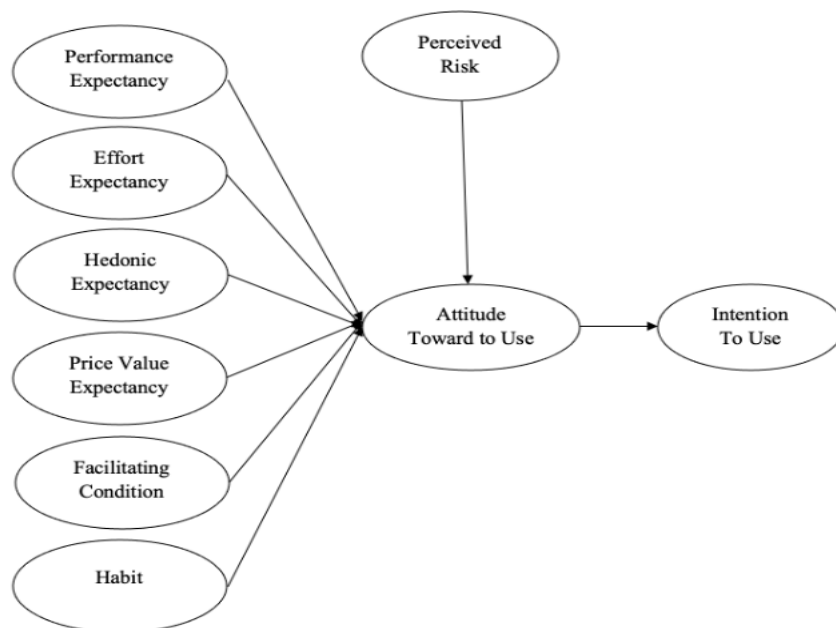 Performance
Expectancy
Perceived
Risk
Effort
Expectancy
Hedonic
Expectancy
Attitude
Toward to Use
Intention
To Use
Price Value
Expectancy
Facilitating
Condition
Habit